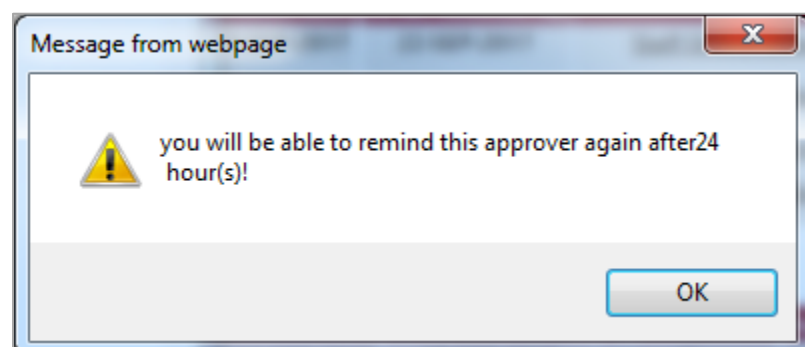 Message from webpage
you will be able to remind this approver again after24
hour(s)!
OK